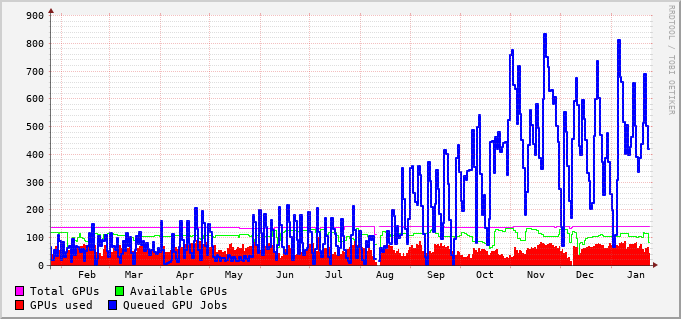 900
800
700
600
500
400
300
200
100
0
Feb Mar Apr May Jun Jul Aug Sep Oct Nov Dec Jan
Total GPUs Available GPUs
GPUs used Queued GPU Jobs
RRDTOOL / TOBI OETIKER